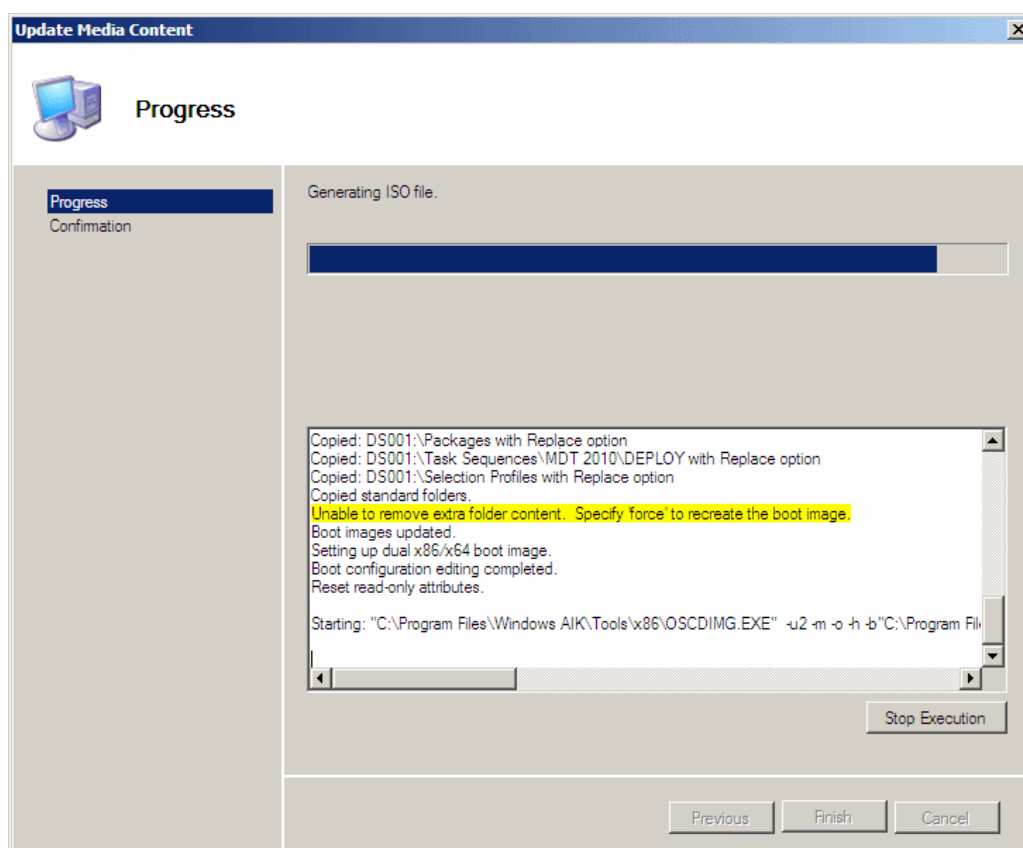 Update Media Content
Progress
Progress
Confirmation
Generating ISO file.
Copied: DS001:\Packages with Replace option
Copied: DS001:\Task Sequences\MDT 2010\DEPLOY with Replace option
Copied: DS001:\Selection Profiles with Replace option
Copied standard folders.
Unable to remove extra folder content.  Specify 'force' to recreate the boot image.
Boot images updated.
Setting up dual x86/x64 boot image.
Boot configuration editing completed.
Reset read-only attributes.
Starting: "C:\Program Files\Windows AIK\Tools\x86\OSCDIMG.EXE"  -u2 -m -o -h -b"C:\Program
Stop Execution
Previous
Finish
Cancel